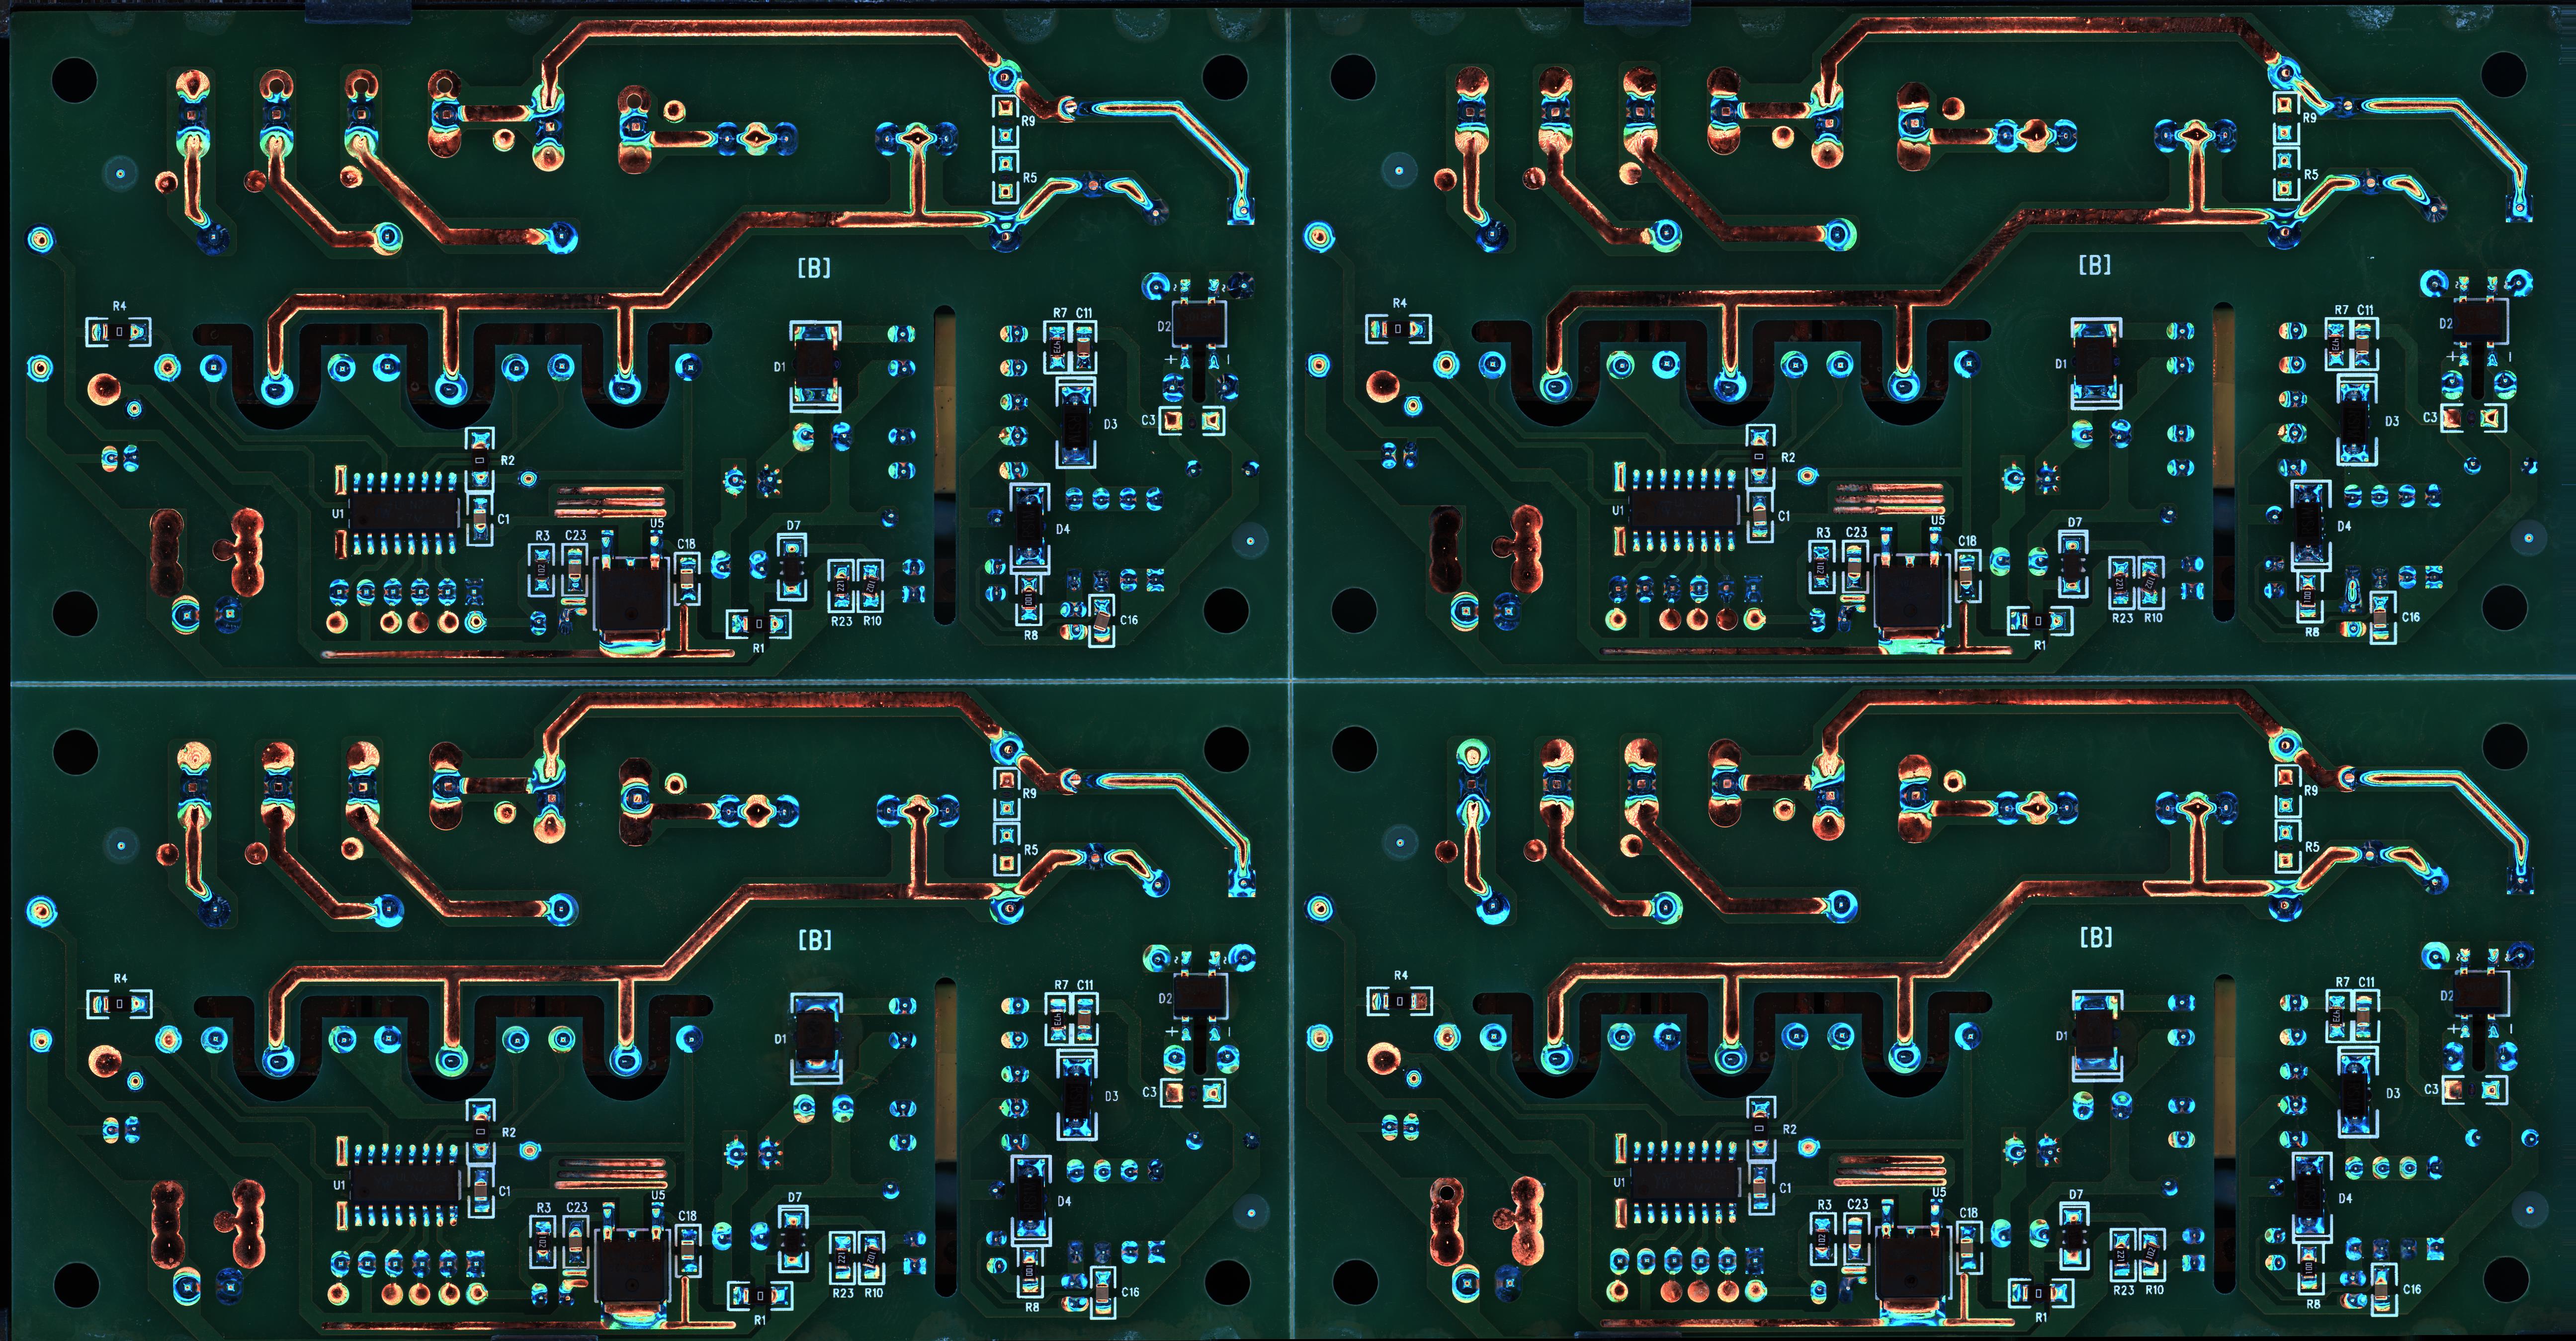 R9
R5
[B]
R4
R7 C11
D2
D1
+ -
C3
D3
R2
U1
C1
U5
D4
R3 C23
C18
D7
R23 R10
R8
C16
R1
R9
R5
[B]
R4
R7 C11
D2
D1
+ -
C3
D3
R2
U1
C1
U5
D4
R3 C23
C18
D7
R23 R10
R8
C16
R1
R9
R5
[B]
R4
R7 C11
D2
D1
+ -
C3
D3
R2
U1
C1
U5
D4
R3 C23
C18
D7
R23 R10
R8
C16
R1
R9
R5
[B]
R4
R7 C11
D2
D1
+ -
C3
D3
R2
U1
C1
U5
D4
R3 C23
C18
D7
R23 R10
R8
C16
R1